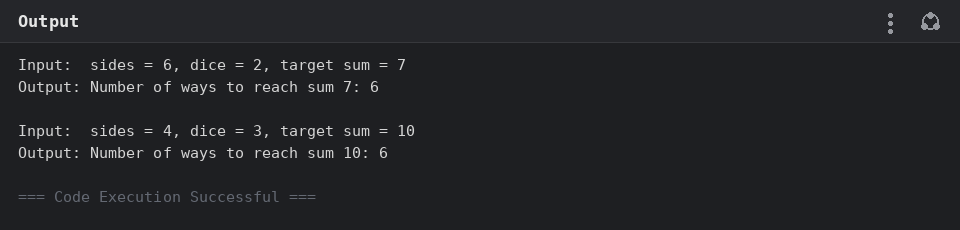 Output
Input:  sides = 6, dice = 2, target sum = 7
Output: Number of ways to reach sum 7: 6
Input:  sides = 4, dice = 3, target sum = 10
Output: Number of ways to reach sum 10: 6
=== Code Execution Successful ===